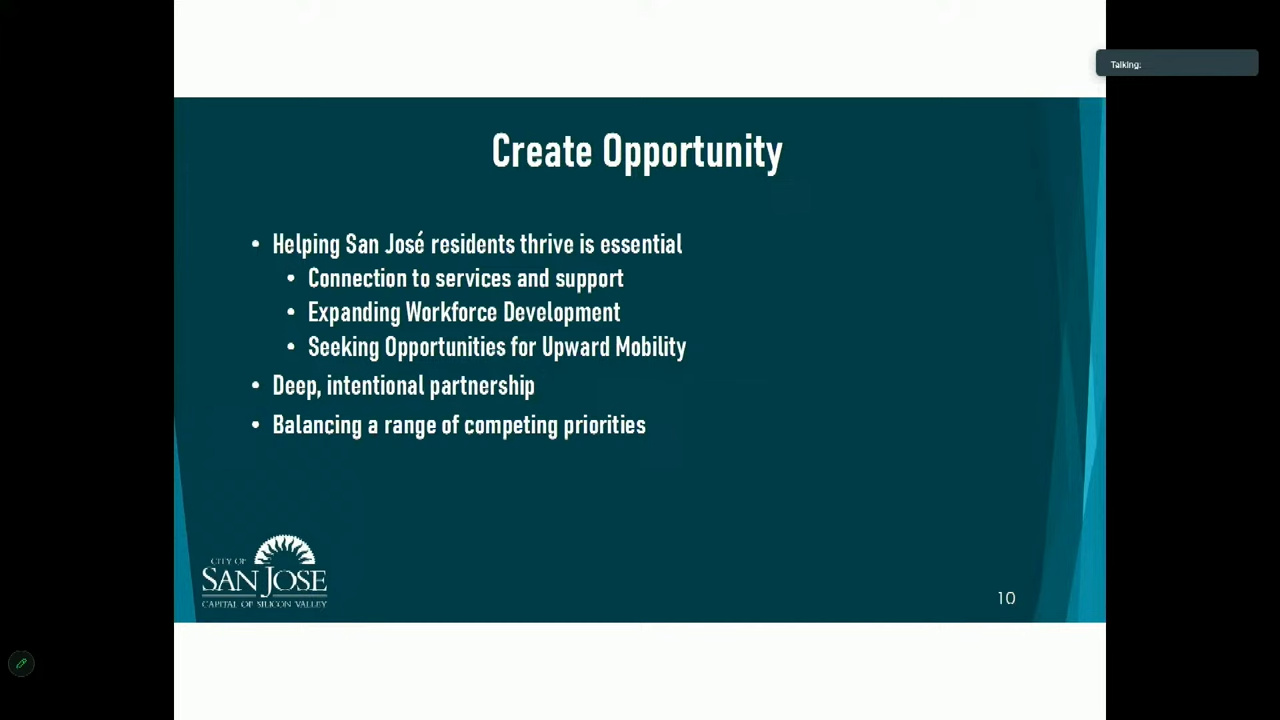 Talking:
Create Opportunity
• Helping San José residents thrive is essential
• Connection to services and support
• Expanding Workforce Development
• Seeking Opportunities for Upward Mobility
• Deep, intentional partnership
• Balancing a range of competing priorities
CITY OF
SAN JOSE
CAPITAL OF SILICON VALLEY
10